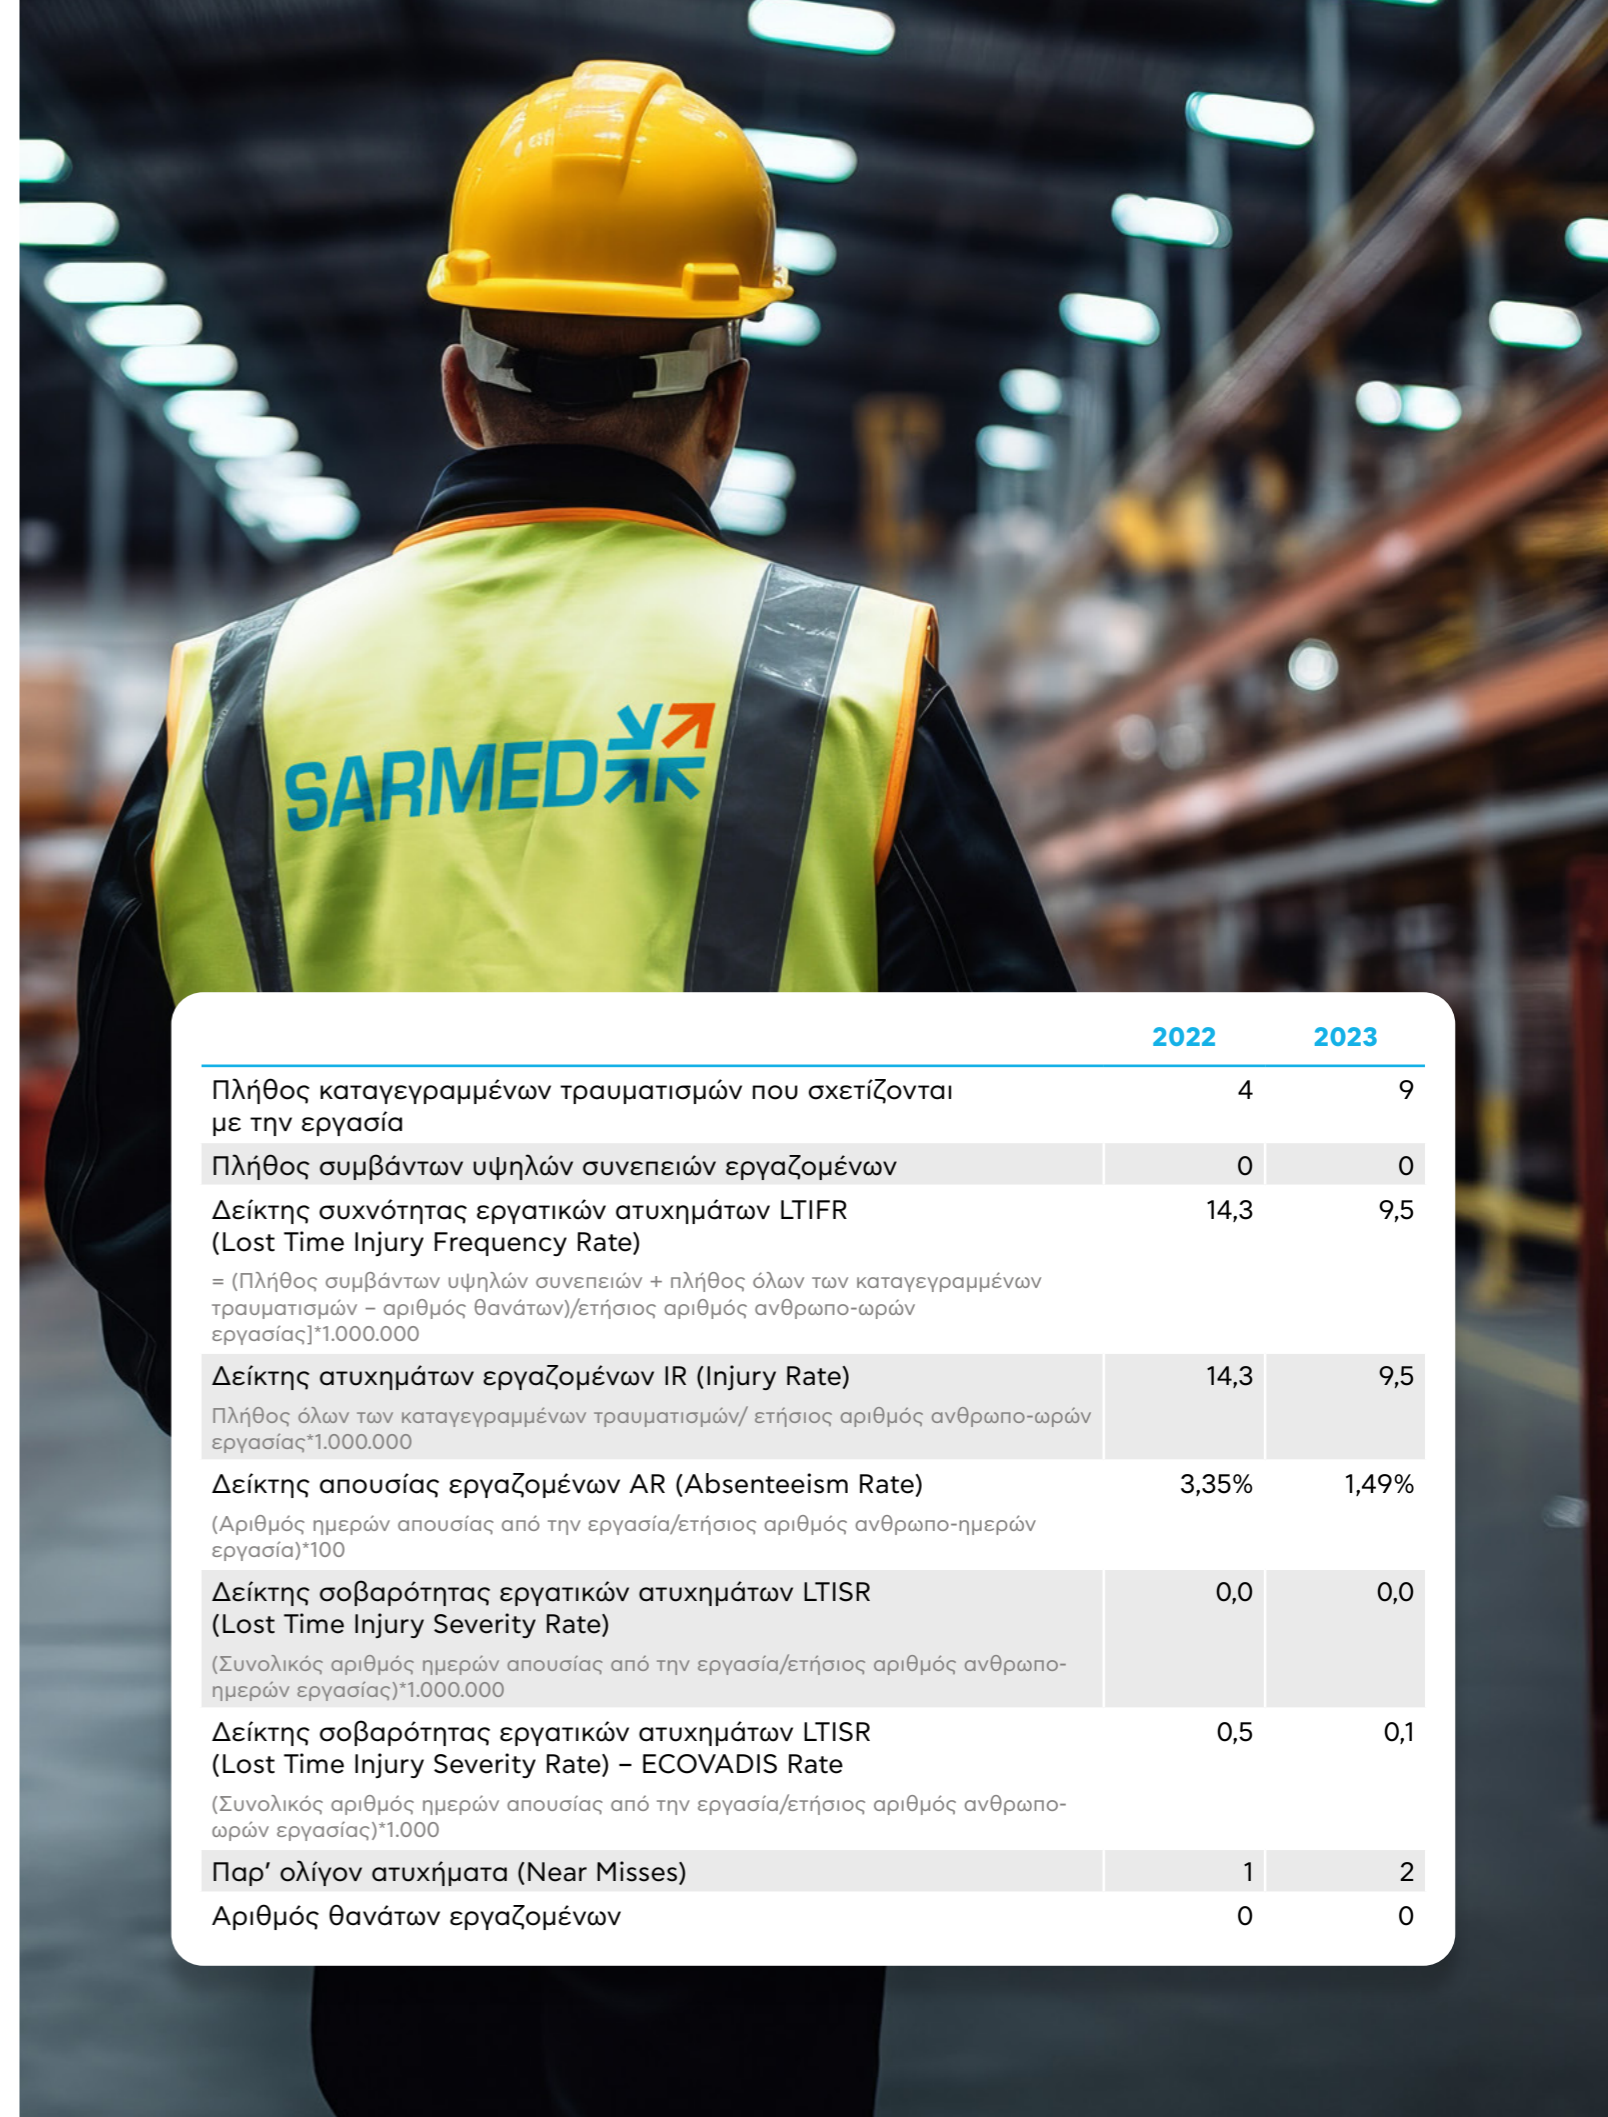 SARMED
2022 2023
Πλήθος καταγεγραμμένων τραυματισμών που σχετίζονται 4 9
με την εργασία
Πλήθος συμβάντων υψηλών συνεπειών εργαζομένων 0 0
Δείκτης συχνότητας εργατικών ατυχημάτων LTIFR 14,3 9,5
(Lost Time Injury Frequency Rate)
= (Πλήθος συμβάντων υψηλών συνεπειών + πλήθος όλων των καταγεγραμμένων
τραυματισμών – αριθμός θανάτων)/ετήσιος αριθμός ανθρωπο-ωρών
εργασίας]*1.000.000
Δείκτης ατυχημάτων εργαζομένων IR (Injury Rate) 14,3 9,5
Πλήθος όλων των καταγεγραμμένων τραυματισμών/ ετήσιος αριθμός ανθρωπο-ωρών
εργασίας*1.000.000
Δείκτης απουσίας εργαζομένων AR (Absenteeism Rate) 3,35% 1,49%
(Αριθμός ημερών απουσίας από την εργασία/ετήσιος αριθμός ανθρωπο-ημερών
εργασία)*100
Δείκτης σοβαρότητας εργατικών ατυχημάτων LTISR 0,0 0,0
(Lost Time Injury Severity Rate)
(Συνολικός αριθμός ημερών απουσίας από την εργασία/ετήσιος αριθμός ανθρωπο-
ημερών εργασίας)*1.000.000
Δείκτης σοβαρότητας εργατικών ατυχημάτων LTISR 0,5 0,1
(Lost Time Injury Severity Rate) – ECOVADIS Rate
(Συνολικός αριθμός ημερών απουσίας από την εργασία/ετήσιος αριθμός ανθρωπο-
ωρών εργασίας)*1.000
Παρ’ ολίγον ατυχήματα (Near Misses) 1 2
Αριθμός θανάτων εργαζομένων 0 0